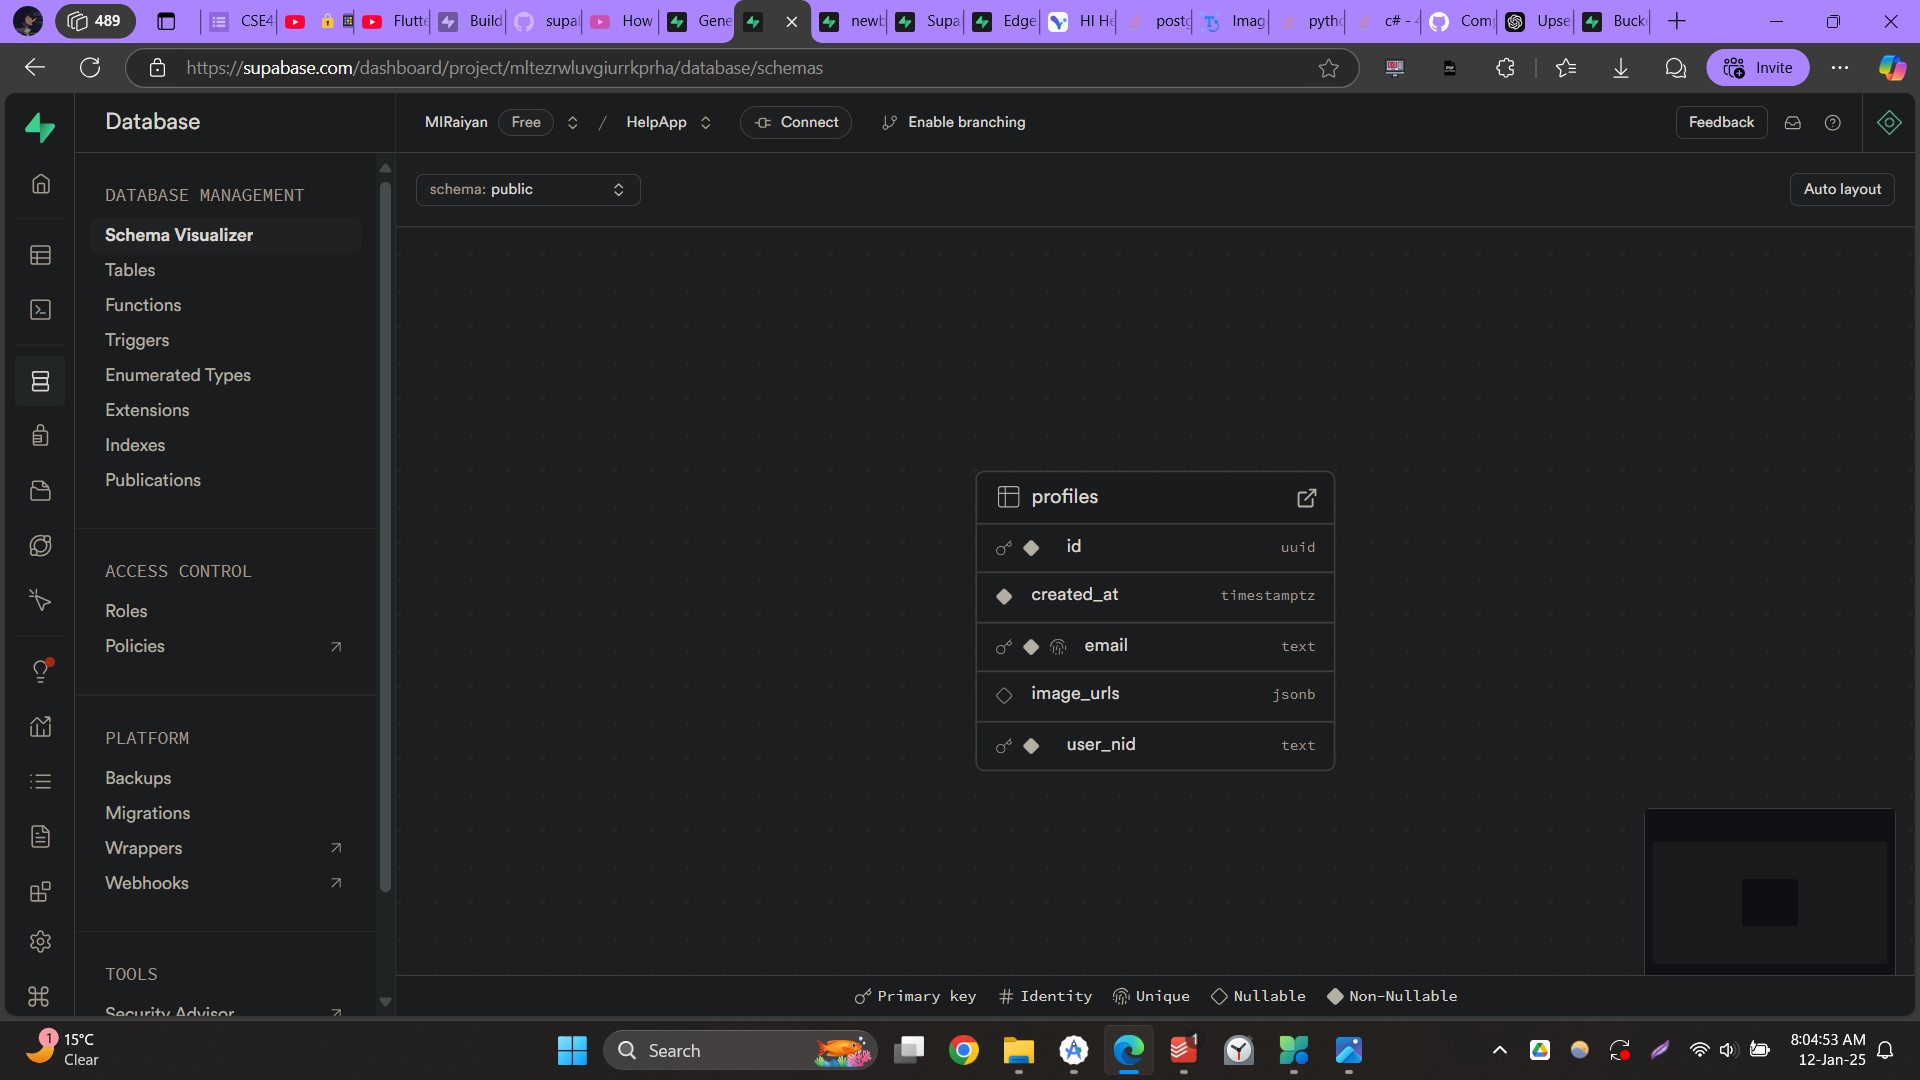 489
CSE4
Flutte
Build
supa
How
Gene
newb
Supa
Edge
HI He
postg
Imag
pytho
c# - 
Com
Upse
Buck
https://supabase.com/dashboard/project/mltezrwluvgiurrkprha/database/schemas
Invite
Database
MIRaiyan
Free
/
HelpApp
Connect
Enable branching
Feedback
DATABASE MANAGEMENT
Schema Visualizer
Tables
Functions
Triggers
Enumerated Types
Extensions
Indexes
Publications
ACCESS CONTROL
Roles
Policies
PLATFORM
Backups
Migrations
Wrappers
Webhooks
TOOLS
Security Advisor
schema: public
Auto layout
profiles
id uuid
created_at timestamptz
email text
image_urls jsonb
user_nid text
Primary key
Identity
Unique
Nullable
Non-Nullable
1
15°C
Clear
Search
1
8:04:53 AM
12-Jan-25